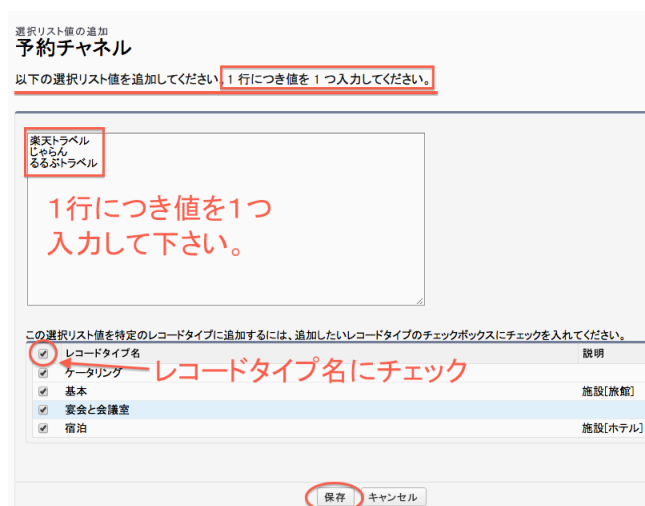 選択リスト値の追加
予約チャネル
以下の選択リスト値を追加してください。1 行につき値を 1 つ入力してください。
楽天トラベル
じゃらん
るるぶトラベル
1行につき値を1つ
入力して下さい。
この選択リスト値を特定のレコードタイプに追加するには、追加したいレコードタイプのチェックボックスにチェックを入れてください。
レコードタイプ名 説明
ケータリング
レコードタイプ名にチェック
基本 施設[旅館]
宴会と会議室
宿泊 施設[ホテル]
保存 キャンセル